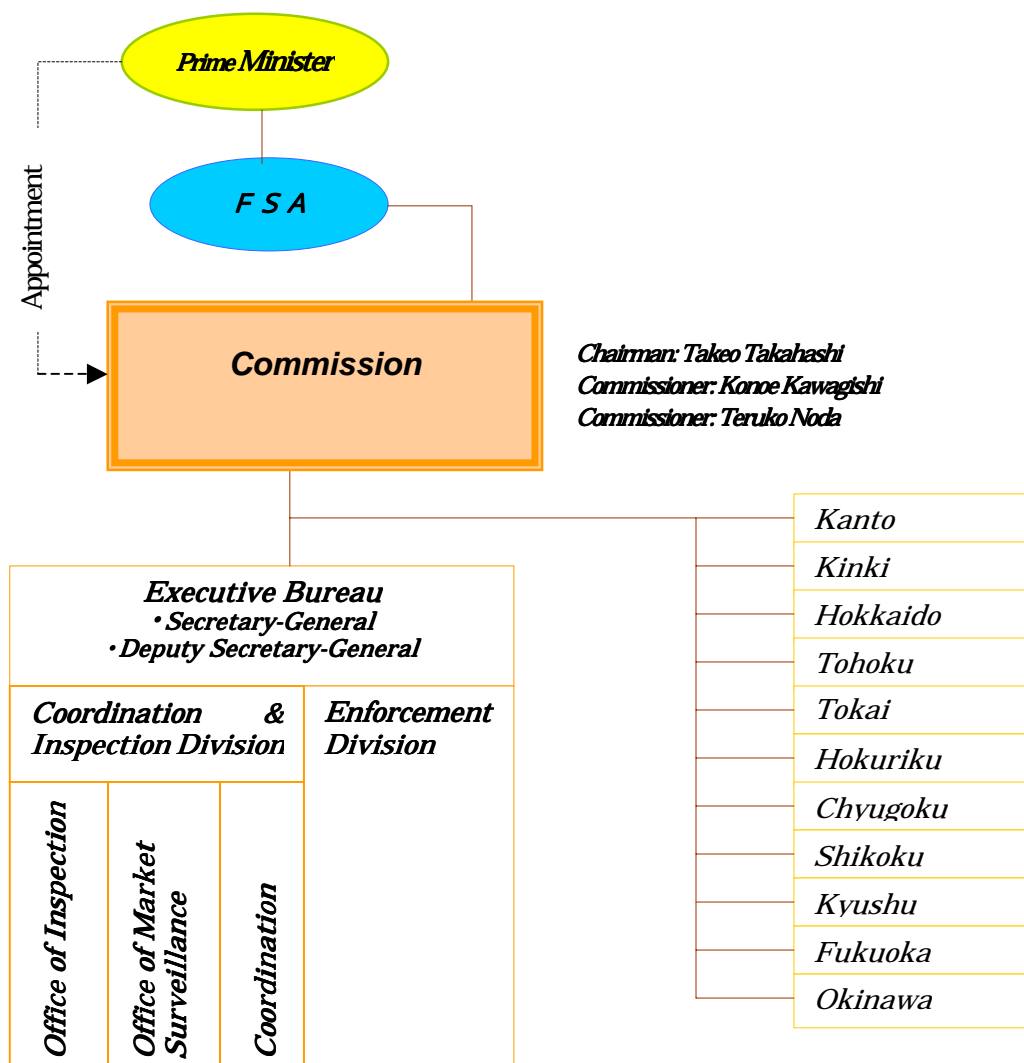 Prime Minister
Appointment
F S A
Commission
Chairman: Takeo Takahashi
Commissioner: Konoe Kawagishi
Commissioner: Teruko Noda
Executive Bureau
・Secretary-General
・Deputy Secretary-General
Coordination &
Inspection Division
Enforcement
Division
Office of Inspection
Office of Market
Surveillance
Coordination
Kanto
Kinki
Hokkaido
Tohoku
Tokai
Hokuriku
Chyugoku
Shikoku
Kyushu
Fukuoka
Okinawa